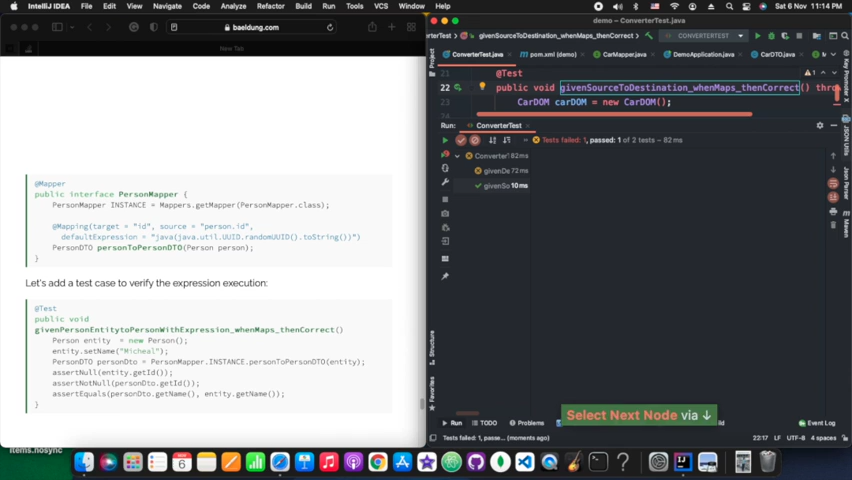 IntelliJ IDEA File Edit View Navigate Code Analyze Refactor Build Run Tools VCS Window Sat 6 Nov 11:14 PM
baeldung.com
New Tab
@Mapper
public interface PersonMapper {
PersonMapper INSTANCE = Mappers.getMapper(PersonMapper.class);
@Mapping(target = "id", source = "person.id",
defaultExpression = "java(java.util.UUID.randomUUID().toString())")
PersonDTO personToPersonDTO(Person person);
}
Let's add a test case to verify the expression execution:
@Test
public void
givenPersonEntitytoPersonWithExpression_whenMaps_thenCorrect()
Person entity = new Person();
entity.setName("Micheal");
PersonDTO personDto = PersonMapper.INSTANCE.personToPersonDTO(entity);
assertNull(entity.getId());
assertNotNull(personDto.getId());
assertEquals(personDto.getName(), entity.getName());
}
items.nosync
demo – ConverterTest.java
ConverterTest givenSourceToDestination_whenMaps_thenCorrect CONVERTERTEST
ConverterTest.java pom.xml (demo) CarMapper.java DemoApplication.java CarDTO.java
21 @Test 1
22 public void givenSourceToDestination_whenMaps_thenCorrect() thro
23 CarDOM carDOM = new CarDOM();
Run: ConverterTest
Tests failed: 1, passed: 1 of 2 tests – 82 ms
Converter 82 ms
givenDe 72 ms
givenSo 10 ms
Project
Structure
Favorites
Key Promoter X
JSON Utils
Maven
Select Next Node via ↓
Run TODO Problems ild Event Log
Tests failed: 1, passe... (moments ago) 22:17 LF UTF-8 4 spaces